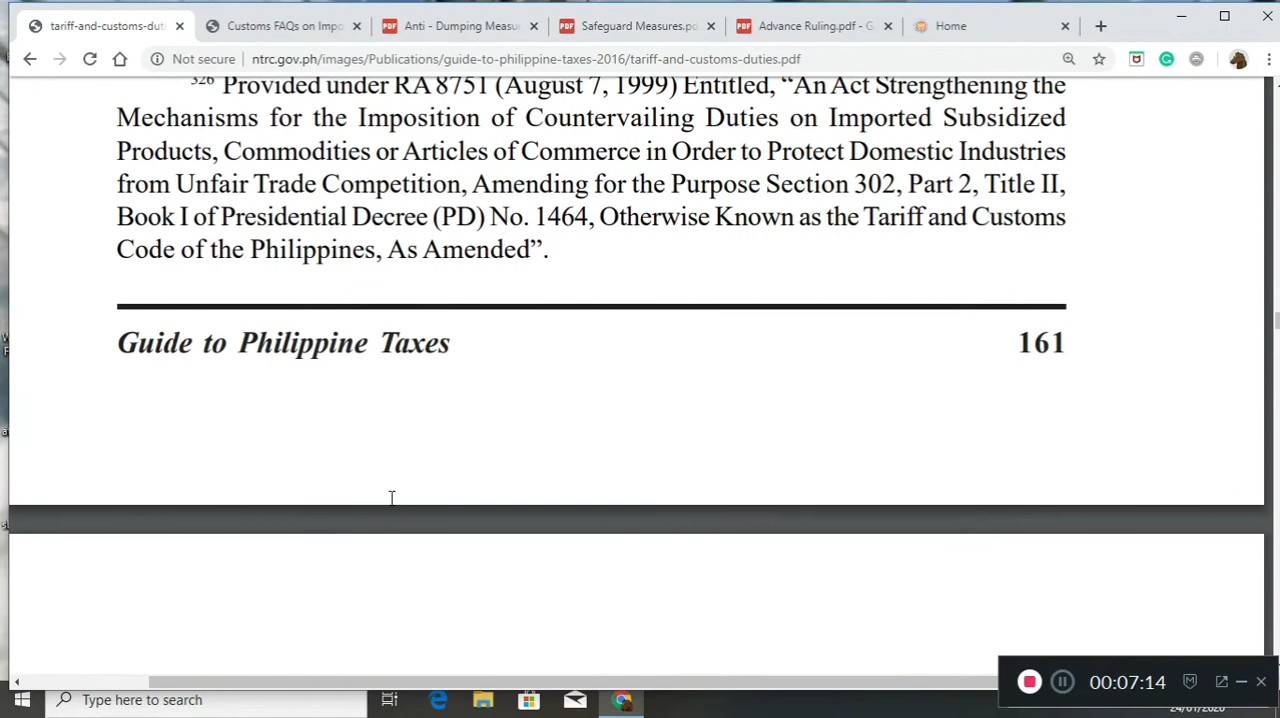 tariff-and-customs-dut
Customs FAQs on Impo
Anti - Dumping Measu
Safeguard Measures.pd
Advance Ruling.pdf - G
Home
Not secure
ntrc.gov.ph/images/Publications/guide-to-philippine-taxes-2016/tariff-and-customs-duties.pdf
326 Provided under RA 8751 (August 7, 1999) Entitled, “An Act Strengthening the
Mechanisms for the Imposition of Countervailing Duties on Imported Subsidized
Products, Commodities or Articles of Commerce in Order to Protect Domestic Industries
from Unfair Trade Competition, Amending for the Purpose Section 302, Part 2, Title II,
Book I of Presidential Decree (PD) No. 1464, Otherwise Known as the Tariff and Customs
Code of the Philippines, As Amended”.
Guide to Philippine Taxes 161
00:07:14
Type here to search
24/01/2020